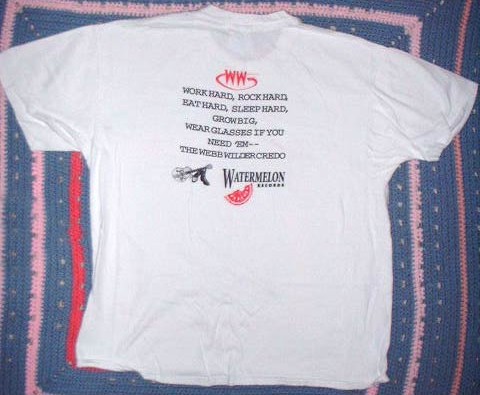 WW
WORK HARD, ROCK HARD,
EAT HARD, SLEEP HARD,
GROW BIG,
WEAR GLASSES IF YOU
NEED 'EM--
THE WEBB WILDER CREDO
WATERMELON
RECORDS